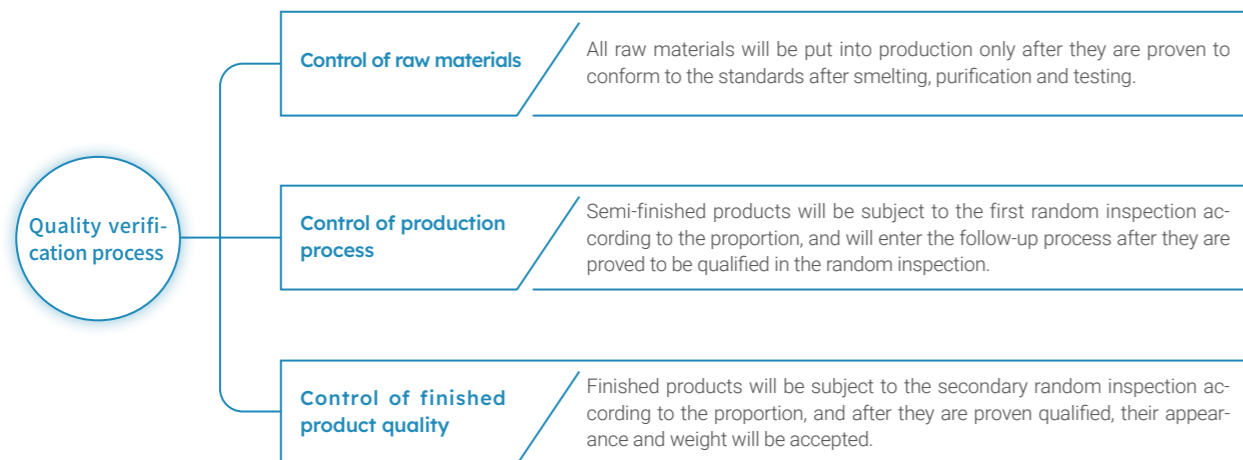 Quality verifi-
cation process
Control of raw materials
All raw materials will be put into production only after they are proven to
conform to the standards after smelting, purification and testing.
Control of production
process
Semi-finished products will be subject to the first random inspection ac-
cording to the proportion, and will enter the follow-up process after they are
proved to be qualified in the random inspection.
Control of finished
product quality
Finished products will be subject to the secondary random inspection ac-
cording to the proportion, and after they are proven qualified, their appear-
ance and weight will be accepted.